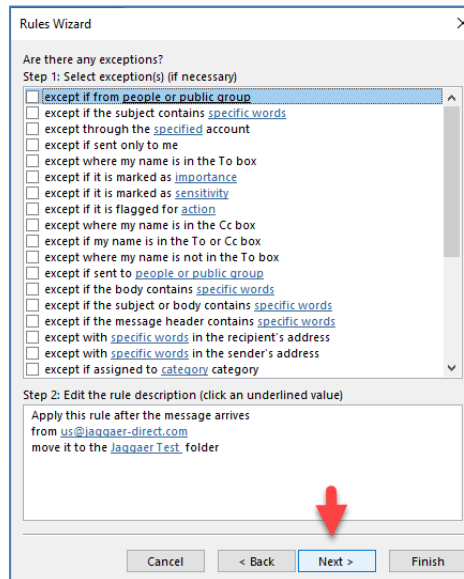 Rules Wizard
Are there any exceptions?
Step 1: Select exception(s) (if necessary)
except if from people or public group
except if the subject contains specific words
except through the specified account
except if sent only to me
except where my name is in the To box
except if it is marked as importance
except if it is marked as sensitivity
except if it is flagged for action
except where my name is in the Cc box
except if my name is in the To or Cc box
except where my name is not in the To box
except if sent to people or public group
except if the body contains specific words
except if the subject or body contains specific words
except if the message header contains specific words
except with specific words in the recipient's address
except with specific words in the sender's address
except if assigned to category category
Step 2: Edit the rule description (click an underlined value)
Apply this rule after the message arrives
from us@jaggaer-direct.com
move it to the Jaggaer Test folder
Cancel < Back Next > Finish